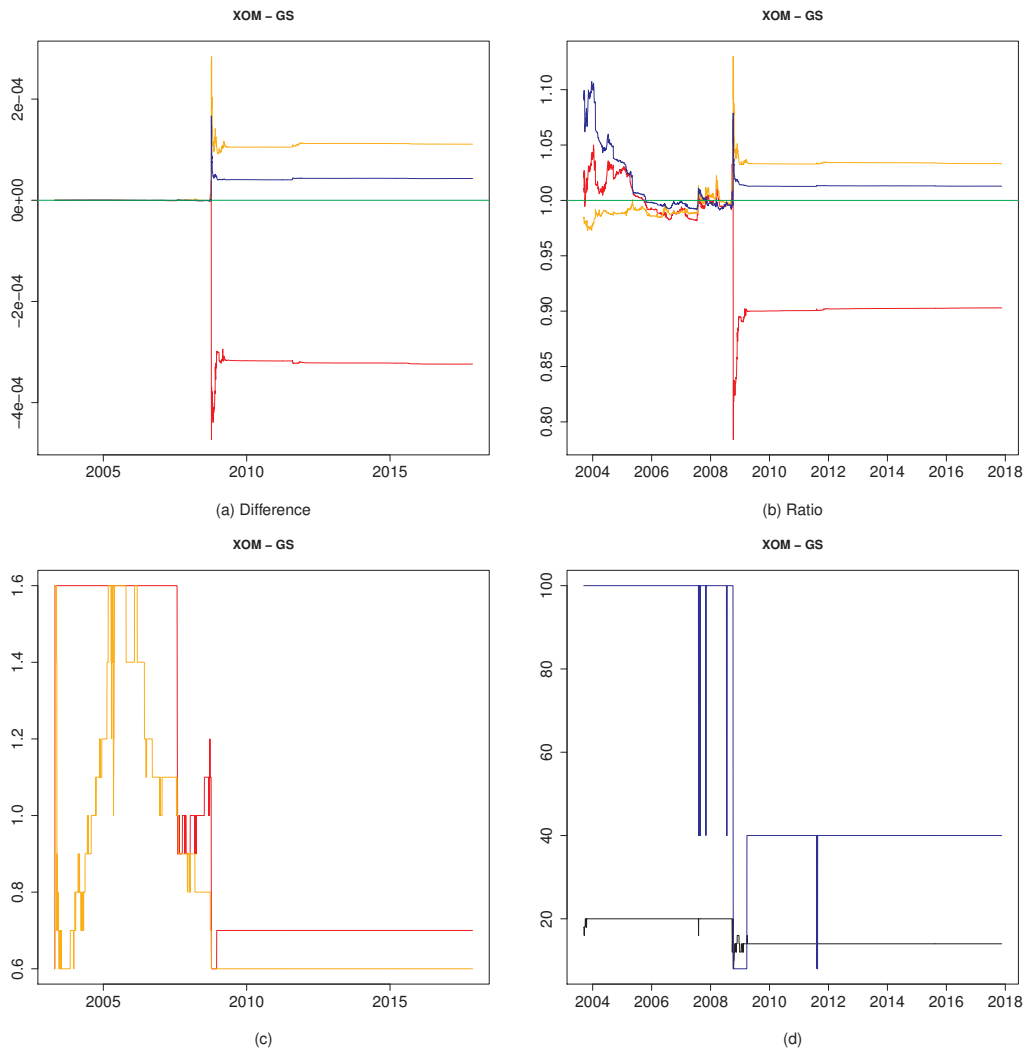 XOM − GS
2e−04
0e+00
−2e−04
−4e−04
2005 2010 2015
(a) Difference
XOM − GS
1.10
1.05
1.00
0.95
0.90
0.85
0.80
2004 2006 2008 2010 2012 2014 2016 2018
(b) Ratio
XOM − GS
1.6
1.4
1.2
1.0
0.8
0.6
2005 2010 2015
(c)
XOM − GS
100
80
60
40
20
2004 2006 2008 2010 2012 2014 2016 2018
(d)